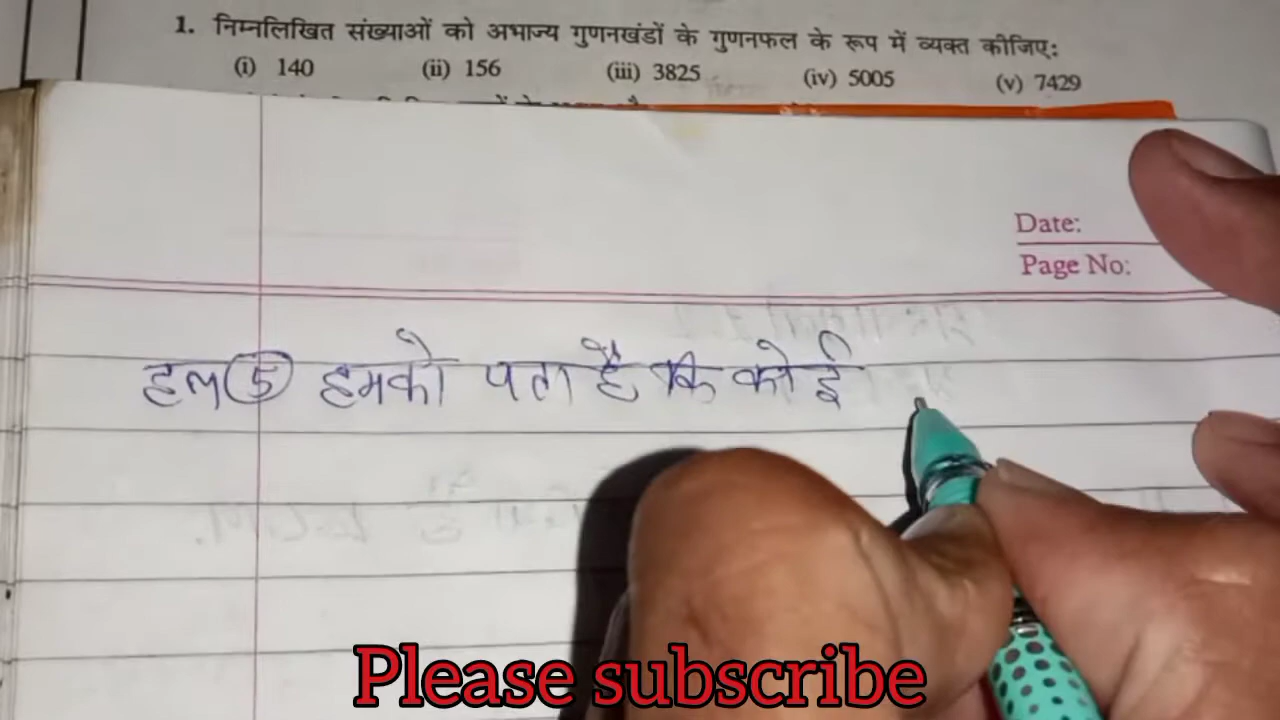 1. निम्नलिखित संख्याओं को अभाज्य गुणनखंडों के गुणनफल के रूप में व्यक्त कीजिए:
(i) 140 (ii) 156 (iii) 3825 (iv) 5005 (v) 7429
Date:
Page No:
हल 5 हमको पता है कि कोई
Please subscribe